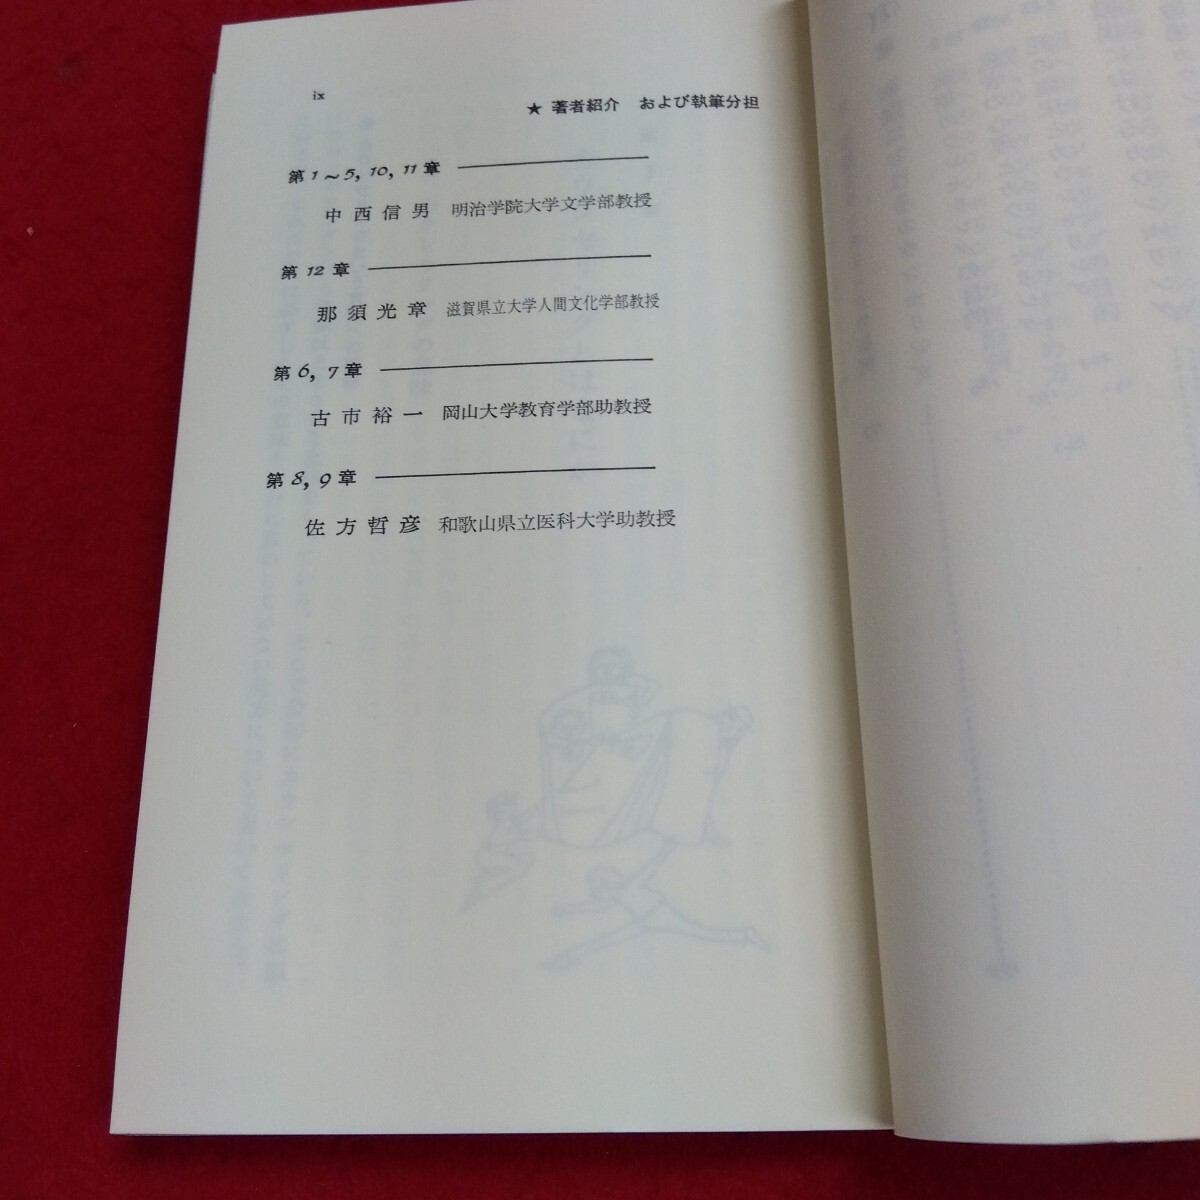 ix
★ 著者紹介　および執筆分担
第1～5, 10, 11章
中西信男　明治学院大学文学部教授
第12章
那須光章　滋賀県立大学人間文化学部教授
第6, 7章
古市裕一　岡山大学教育学部助教授
第8, 9章
佐方哲彦　和歌山県立医科大学助教授